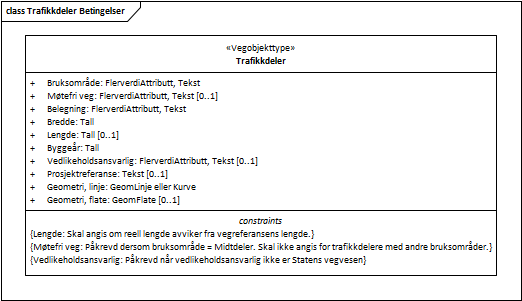 class Trafikkdeler Betingelser
«Vegobjekttype»
Trafikkdeler
+ Bruksområde: FlerverdiAttributt, Tekst
+ Møtefri veg: FlerverdiAttributt, Tekst [0..1]
+ Belegning: FlerverdiAttributt, Tekst
+ Bredde: Tall
+ Lengde: Tall [0..1]
+ Byggeår: Tall
+ Vedlikeholdsansvarlig: FlerverdiAttributt, Tekst [0..1]
+ Prosjektreferanse: Tekst [0..1]
+ Geometri, linje: GeomLinje eller Kurve
+ Geometri, flate: GeomFlate [0..1]
constraints
{Lengde: Skal angis om reell lengde avviker fra vegreferansens lengde.}
{Møtefri veg: Påkrevd dersom bruksområde = Midtdeler. Skal ikke angis for trafikkdelere med andre bruksområder.}
{Vedlikeholdsansvarlig: Påkrevd når vedlikeholdsansvarlig ikke er Statens vegvesen}